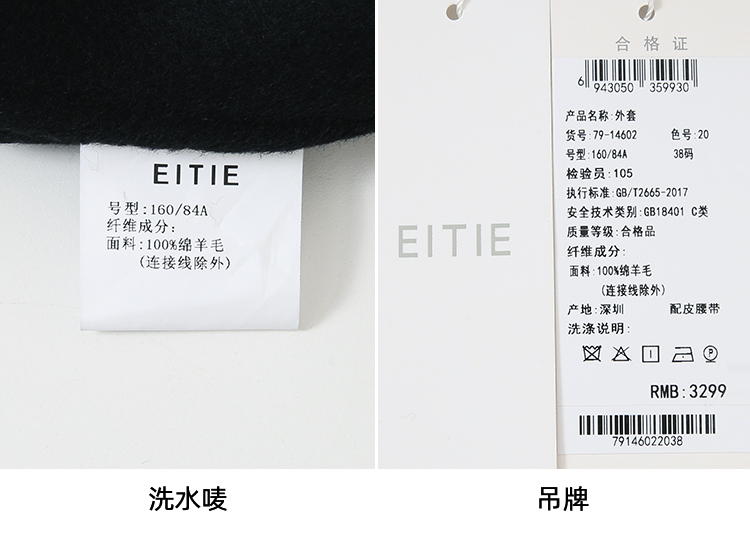 EITIE
号型:160/84A
纤维成分:
面料:100%绵羊毛
(连接线除外)
洗水唛
EITIE
合格证
6 943050 359930
产品名称:外套
货号:79-14602 色号:20
号型:160/84A 38码
检验员:105
执行标准:GB/T2665-2017
安全技术类别:GB18401 C类
质量等级:合格品
纤维成分:
面料:100%绵羊毛
(连接线除外)
产地:深圳 配皮腰带
洗涤说明:
RMB:3299
79146022038
吊牌